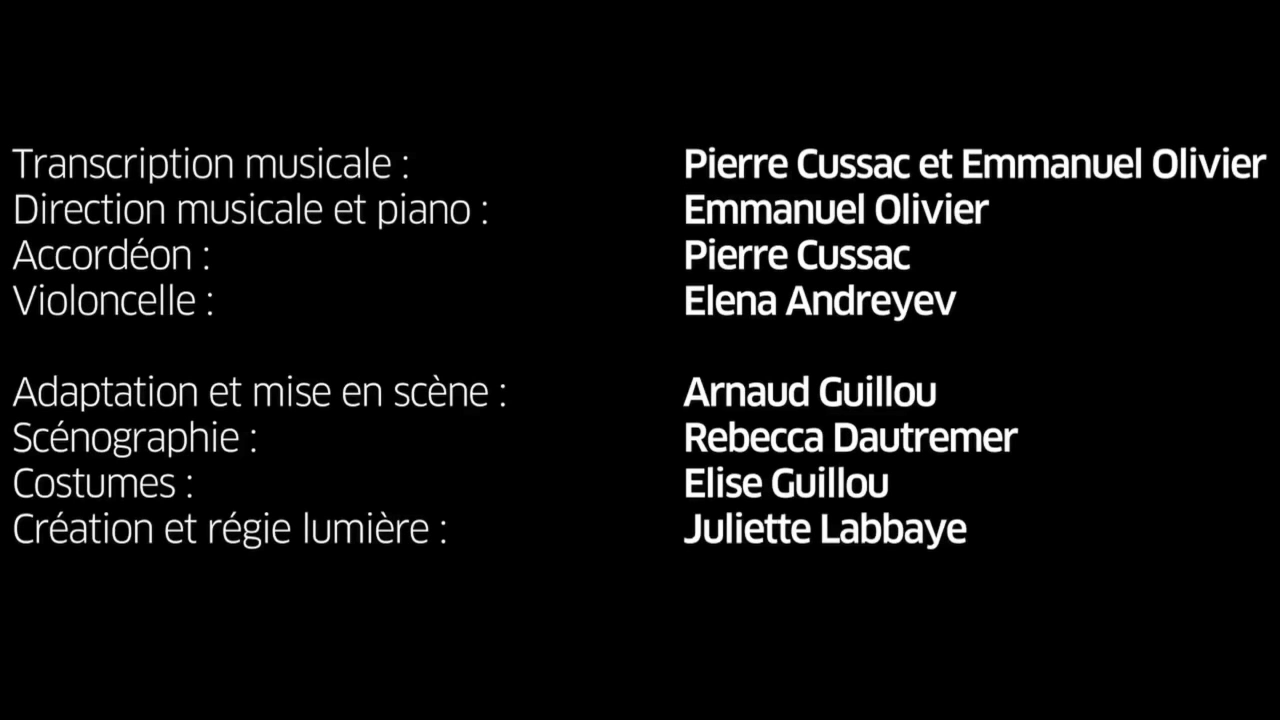 Transcription musicale : Pierre Cussac et Emmanuel Olivier
Direction musicale et piano : Emmanuel Olivier
Accordéon : Pierre Cussac
Violoncelle : Elena Andreyev
Adaptation et mise en scène : Arnaud Guillou
Scénographie : Rebecca Dautremer
Costumes : Elise Guillou
Création et régie lumière : Juliette Labbaye